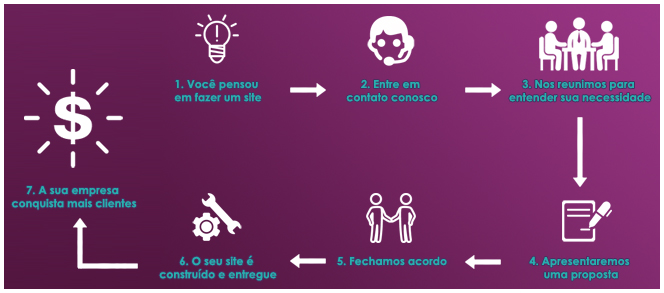 1. Você pensou
em fazer um site
2. Entre em
contato conosco
3. Nos reunimos para
entender sua necessidade
4. Apresentaremos
uma proposta
5. Fechamos acordo
6. O seu site é
construído e entregue
7. A sua empresa
conquista mais clientes
$